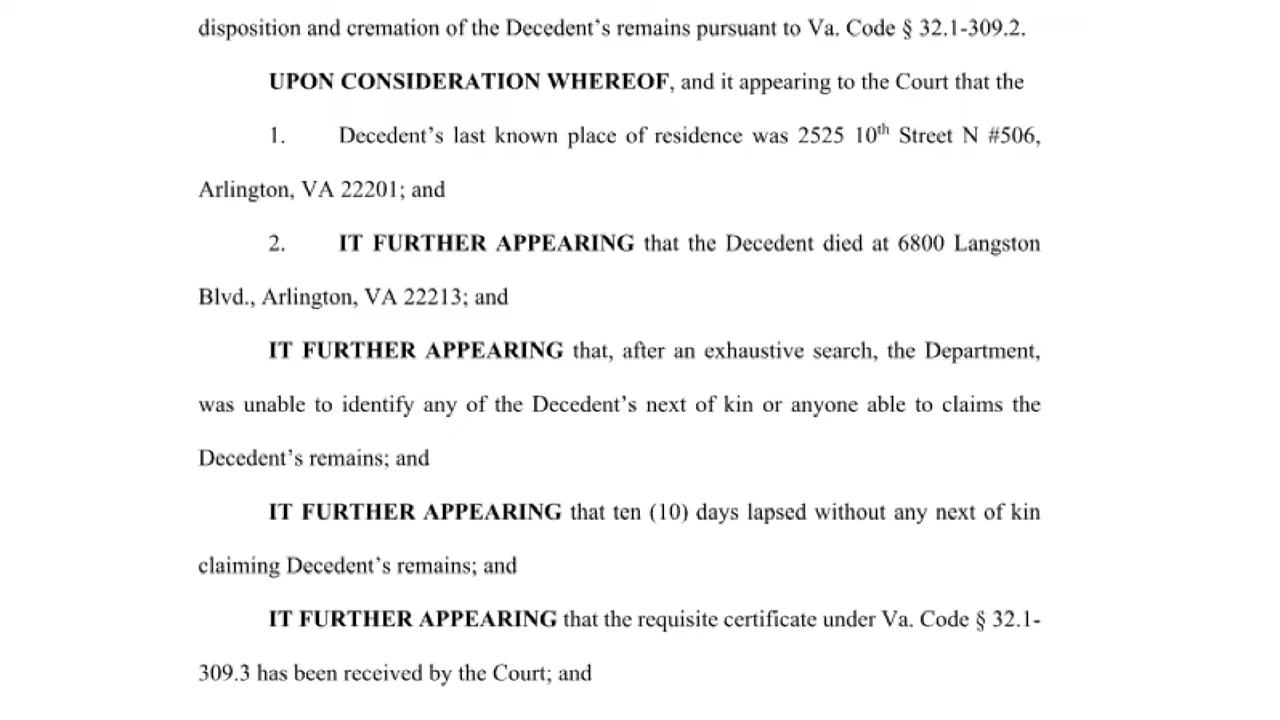 disposition and cremation of the Decedent’s remains pursuant to Va. Code § 32.1-309.2.
UPON CONSIDERATION WHEREOF, and it appearing to the Court that the
1. Decedent’s last known place of residence was 2525 10th Street N #506,
Arlington, VA 22201; and
2. IT FURTHER APPEARING that the Decedent died at 6800 Langston
Blvd., Arlington, VA 22213; and
IT FURTHER APPEARING that, after an exhaustive search, the Department,
was unable to identify any of the Decedent’s next of kin or anyone able to claims the
Decedent’s remains; and
IT FURTHER APPEARING that ten (10) days lapsed without any next of kin
claiming Decedent’s remains; and
IT FURTHER APPEARING that the requisite certificate under Va. Code § 32.1-
309.3 has been received by the Court; and